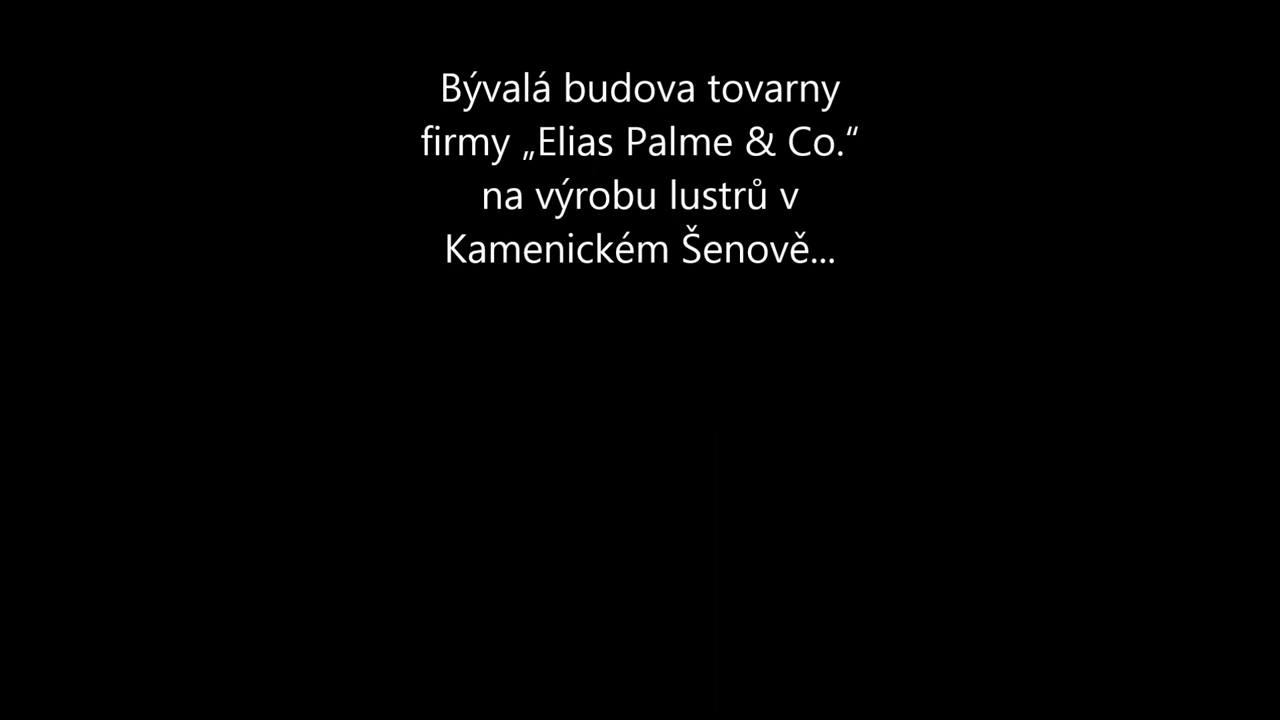 Bývalá budova tovarny
firmy „Elias Palme & Co.“
na výrobu lustrů v
Kamenickém Šenově...